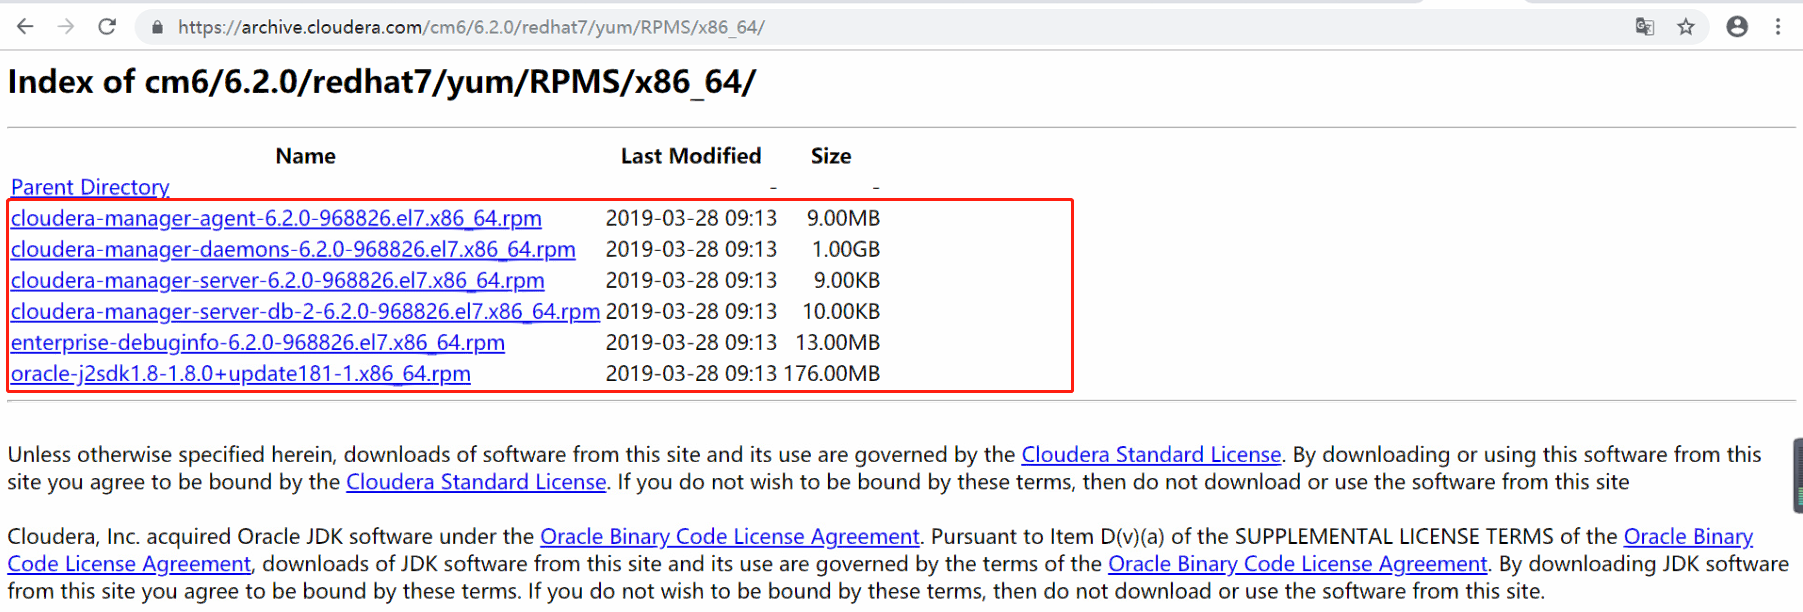 https://archive.cloudera.com/cm6/6.2.0/redhat7/yum/RPMS/x86_64/
Index of cm6/6.2.0/redhat7/yum/RPMS/x86_64/
Name Last Modified Size
Parent Directory - -
cloudera-manager-agent-6.2.0-968826.el7.x86_64.rpm 2019-03-28 09:13 9.00MB
cloudera-manager-daemons-6.2.0-968826.el7.x86_64.rpm 2019-03-28 09:13 1.00GB
cloudera-manager-server-6.2.0-968826.el7.x86_64.rpm 2019-03-28 09:13 9.00KB
cloudera-manager-server-db-2-6.2.0-968826.el7.x86_64.rpm 2019-03-28 09:13 10.00KB
enterprise-debuginfo-6.2.0-968826.el7.x86_64.rpm 2019-03-28 09:13 13.00MB
oracle-j2sdk1.8-1.8.0+update181-1.x86_64.rpm 2019-03-28 09:13 176.00MB
Unless otherwise specified herein, downloads of software from this site and its use are governed by the Cloudera Standard License. By downloading or using this software from this
site you agree to be bound by the Cloudera Standard License. If you do not wish to be bound by these terms, then do not download or use the software from this site
Cloudera, Inc. acquired Oracle JDK software under the Oracle Binary Code License Agreement. Pursuant to Item D(v)(a) of the SUPPLEMENTAL LICENSE TERMS of the Oracle Binary
Code License Agreement, downloads of JDK software from this site and its use are governed by the terms of the Oracle Binary Code License Agreement. By downloading JDK software
from this site you agree to be bound by these terms. If you do not wish to be bound by these terms, then do not download or use the software from this site.